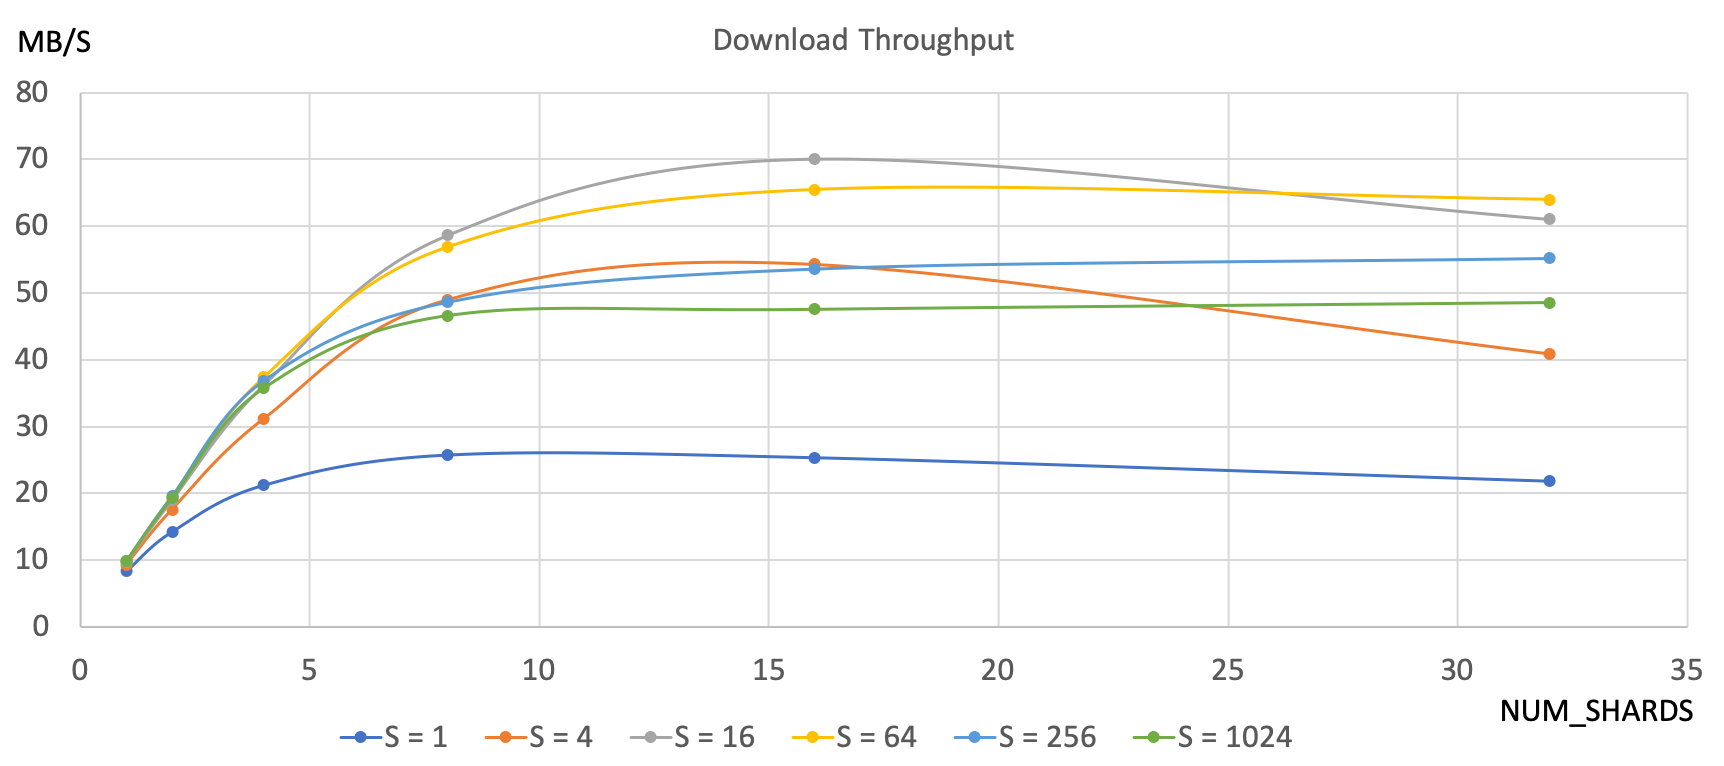 Download Throughput
MB/S
80
70
60
50
40
30
20
10
0
0 5 10 15 20 25 30 35
NUM_SHARDS
S = 1 S = 4 S = 16 S = 64 S = 256 S = 1024